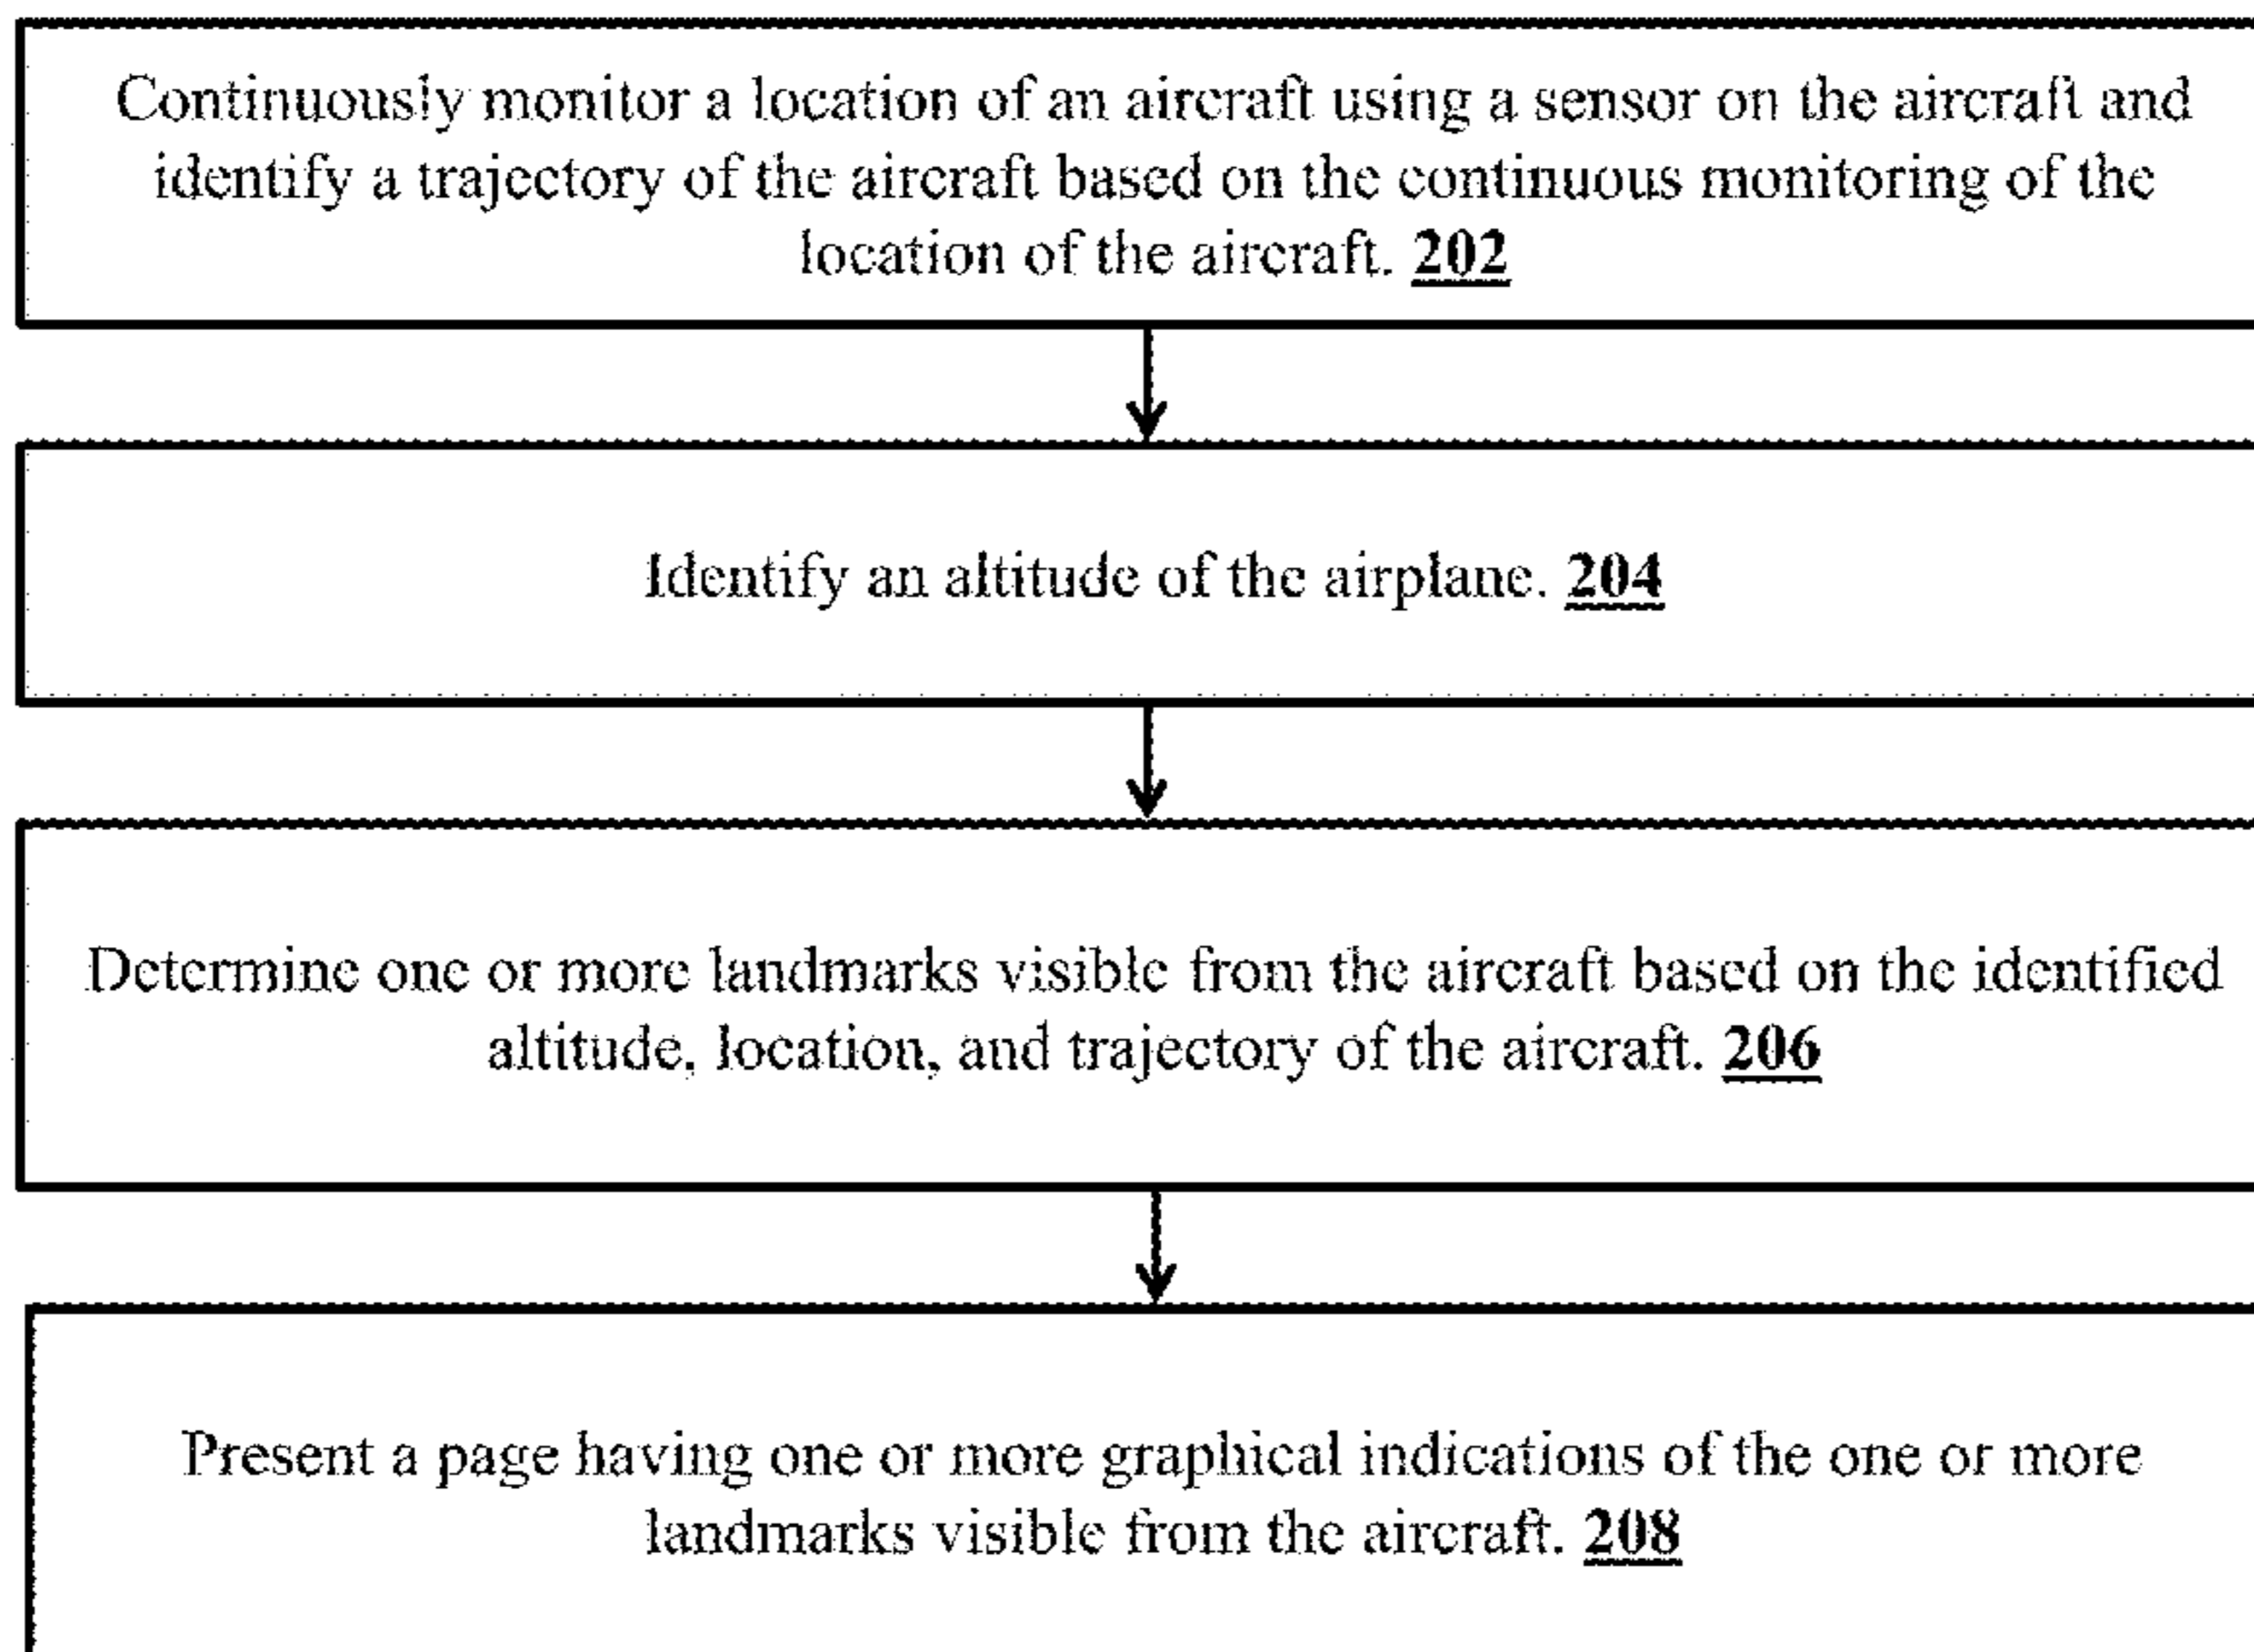 Continuously monitor a location of an aircraft using a sensor on the aircraft and
identify a trajectory of the aircraft based on the continuous monitoring of the
location of the aircraft. 202
Identify an altitude of the airplane. 204
Determine one or more landmarks visible from the aircraft based on the identified
altitude, location, and trajectory of the aircraft. 206
Present a page having one or more graphical indications of the one or more
landmarks visible from the aircraft. 208